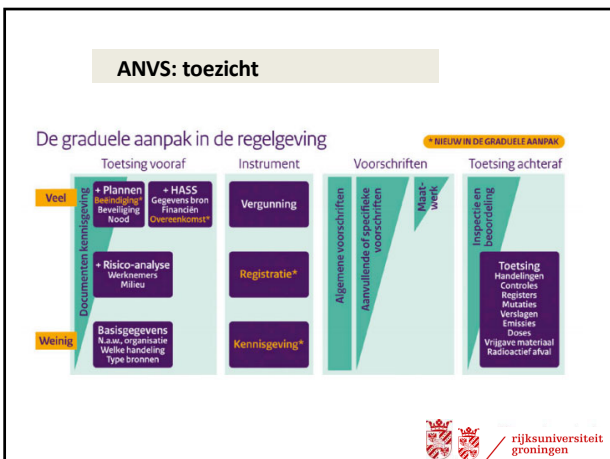 ANVS: toezicht
De graduele aanpak in de regelgeving
* NIEUW IN DE GRADUELE AANPAK
Toetsing vooraf
Instrument
Voorschriften
Toetsing achteraf
Veel
Weinig
Documenten kennisgeving
+ Plannen
Beëindiging*
Beveiliging
Nood
+ HASS
Gegevens bron
Financiën
Overeenkomst*
+ Risico-analyse
Werknemers
Milieu
Basisgegevens
N.a.w., organisatie
Welke handeling
Type bronnen
Vergunning
Registratie*
Kennisgeving*
Algemene voorschriften
Aanvullende of specifieke
voorschriften
Maat-
werk
Inspectie en
beoordeling
Toetsing
Handelingen
Controles
Registers
Mutaties
Verslagen
Emissies
Doses
Vrijgave materiaal
Radioactief afval
rijksuniversiteit
groningen